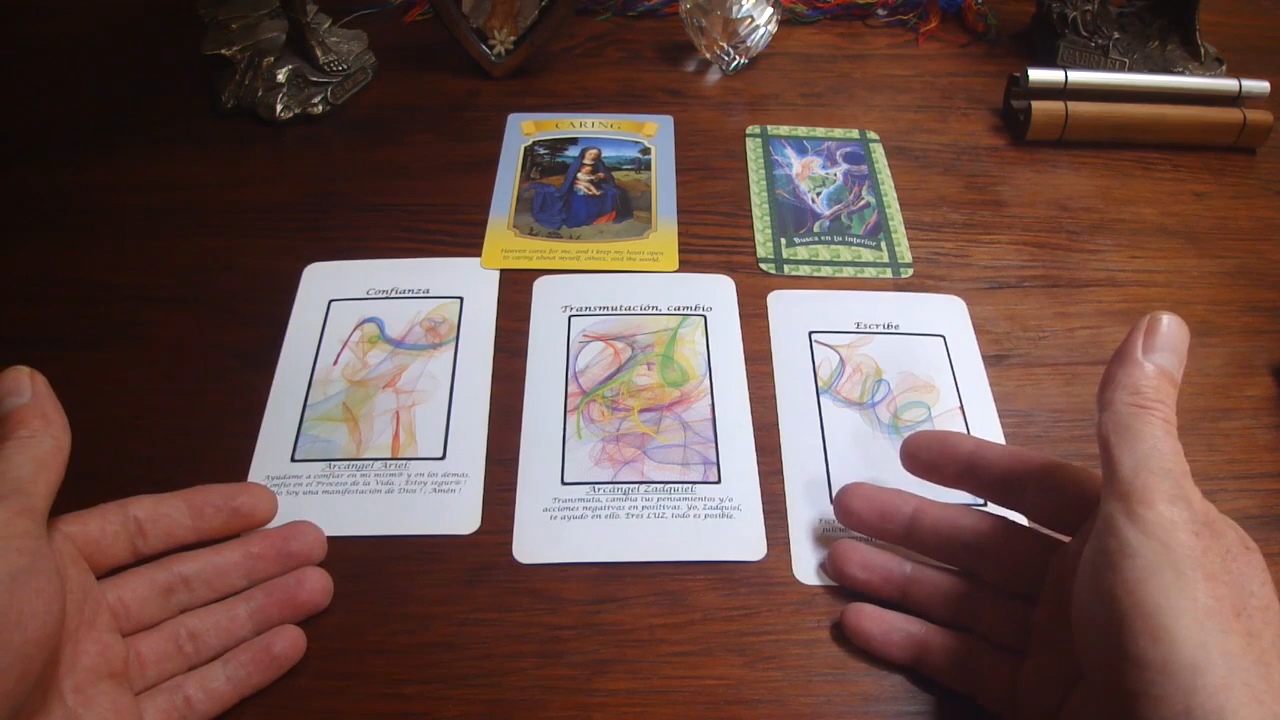 CARING
Heaven cares for me, and I keep my heart open
to caring about myself, others, and the world.
Busca en tu interior
Confianza
Arcángel Ariel:
Ayúdame a confiar en mi mism@ y en los demás.
Confío en el Proceso de la Vida. ¡ Estoy segur@ !
Yo Soy una manifestación de Dios ! ¡ Amén !
Transmutación, cambio
Arcángel Zadquiel:
Transmuta, cambia tus pensamientos y/o
acciones negativas en positivas. Yo, Zadquiel,
te ayudo en ello. Eres LUZ, todo es posible.
Escribe
GABRIEL